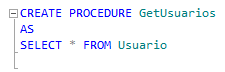 CREATE PROCEDURE GetUsuarios
AS
SELECT * FROM Usuario